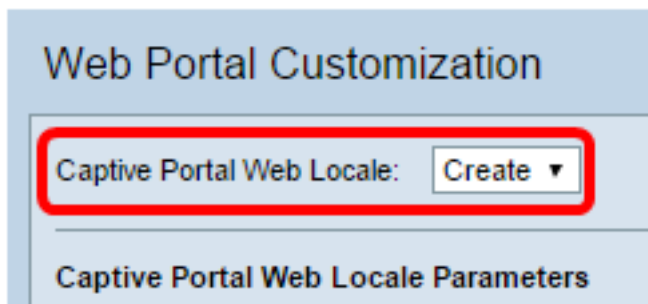 Web Portal Customization
Captive Portal Web Locale: Create
Captive Portal Web Locale Parameters